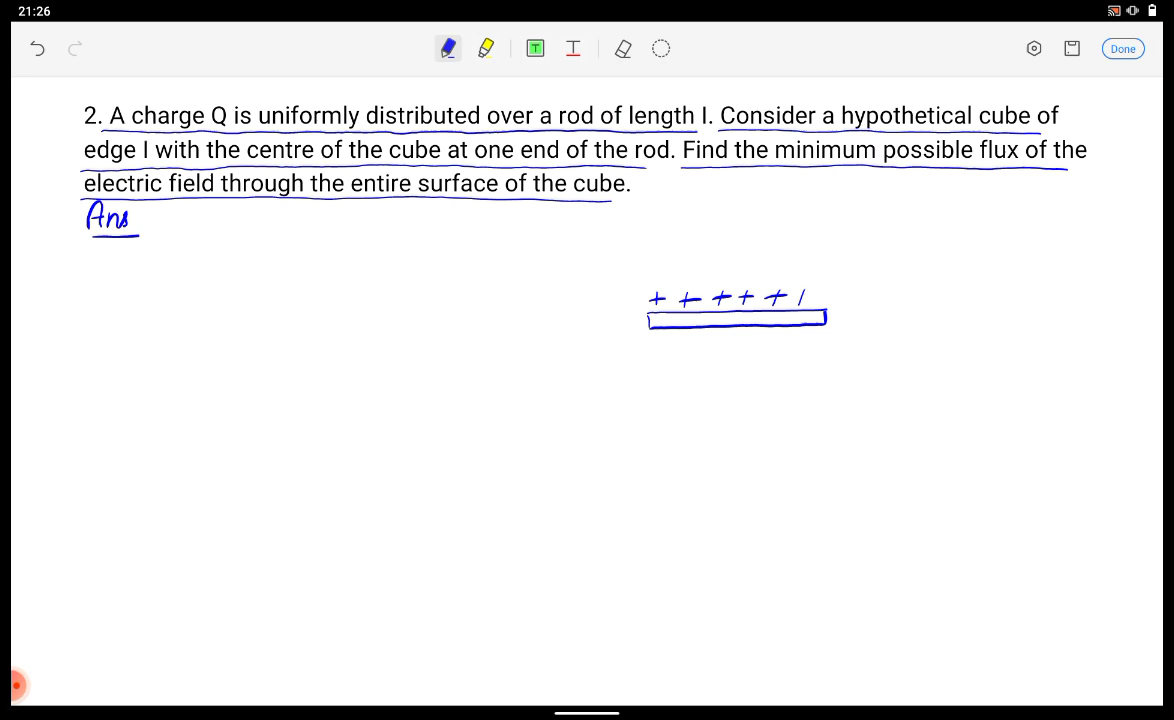 21:26
Done
2. A charge Q is uniformly distributed over a rod of length l. Consider a hypothetical cube of
edge l with the centre of the cube at one end of the rod. Find the minimum possible flux of the
electric field through the entire surface of the cube.
Ans
+ + + + + /